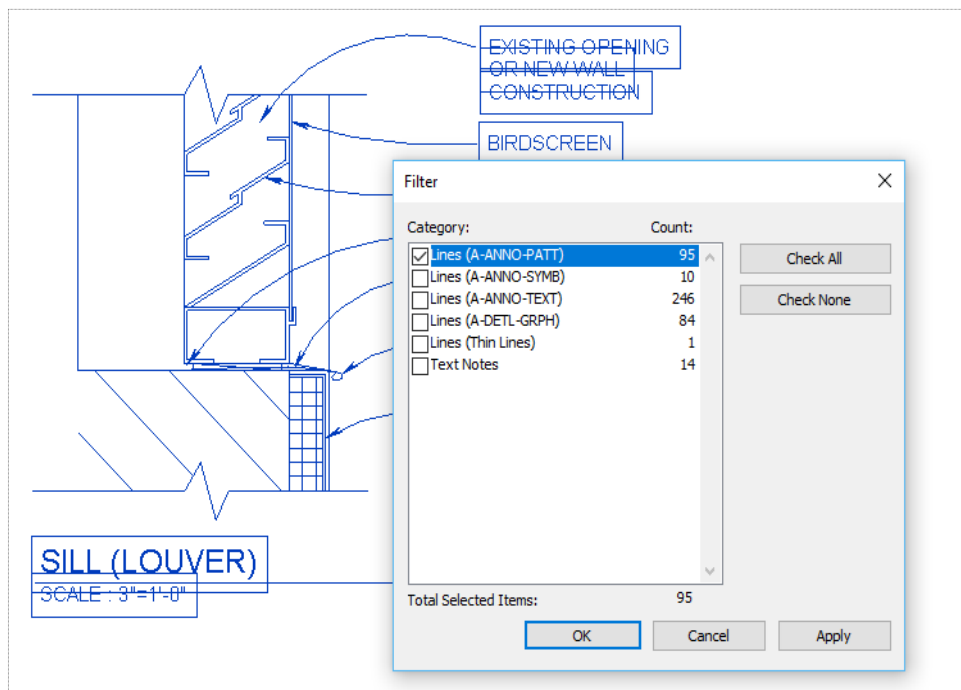 EXISTING OPENING
OR NEW WALL
CONSTRUCTION
BIRDSCREEN
Filter
Category:
Count:
Lines (A-ANNO-PATT) 95
Lines (A-ANNO-SYMB) 10
Lines (A-ANNO-TEXT) 246
Lines (A-DETL-GRPH) 84
Lines (Thin Lines) 1
Text Notes 14
Check All
Check None
Total Selected Items: 95
OK
Cancel
Apply
SILL (LOUVER)
SCALE : 3"=1'-0"